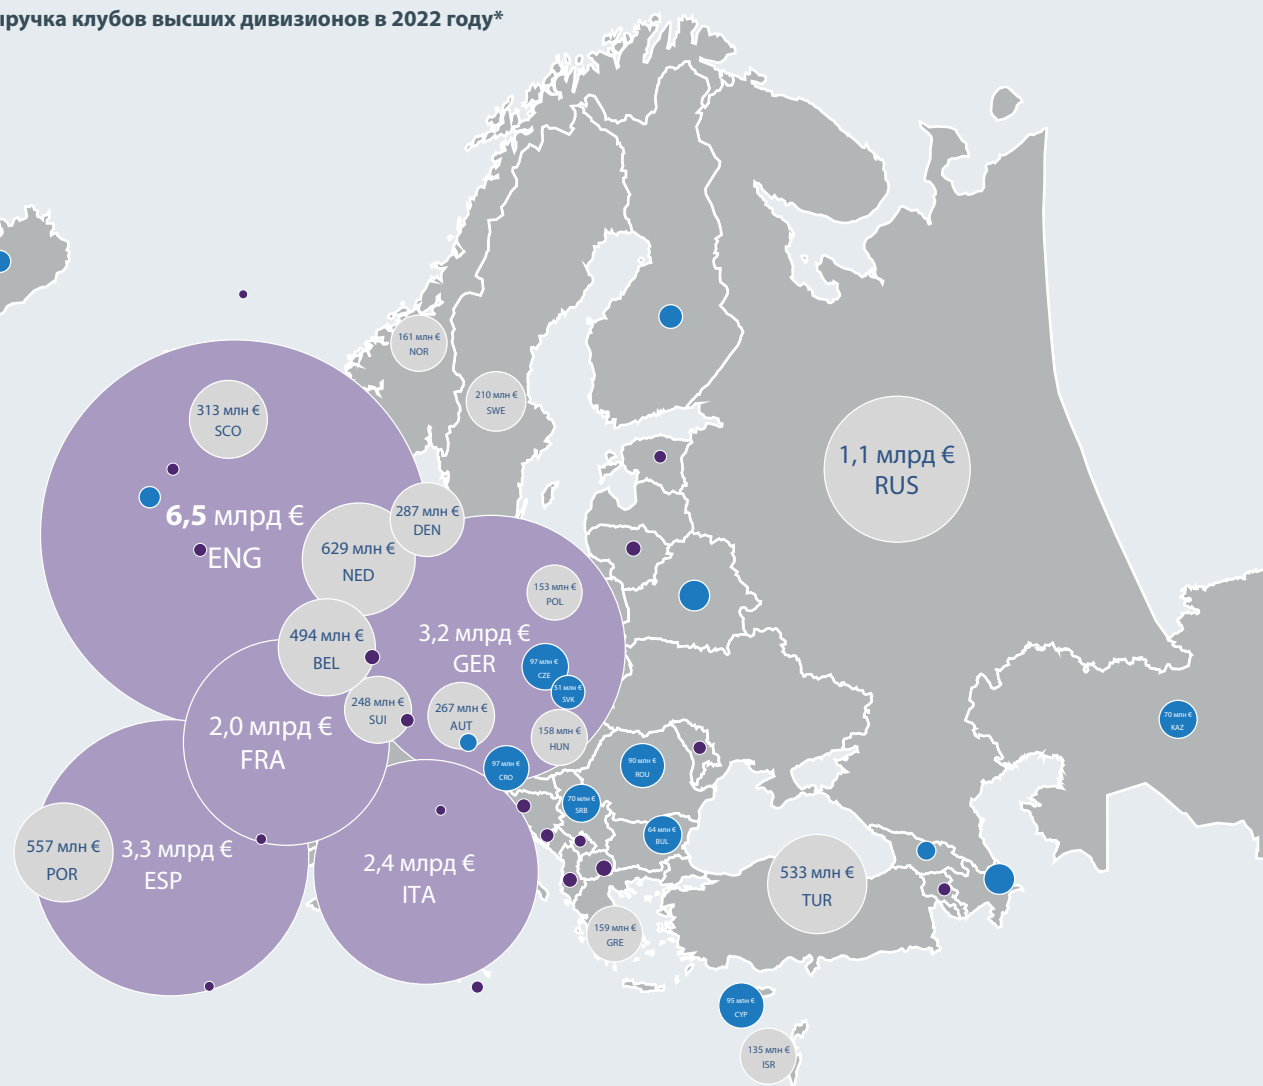 ыручка клубов высших дивизионов в 2022 году*
161 млн €
NOR
210 млн €
SWE
313 млн €
SCO
1,1 млрд €
RUS
6,5 млрд €
ENG
287 млн €
DEN
629 млн €
NED
153 млн €
POL
3,2 млрд €
GER
494 млн €
BEL
97 млн €
CZE
51 млн €
SVK
248 млн €
SUI
267 млн €
AUT
2,0 млрд €
FRA
158 млн €
HUN
70 млн €
KAZ
97 млн €
CRO
90 млн €
ROU
70 млн €
SRB
64 млн €
BUL
557 млн €
POR
3,3 млрд €
ESP
2,4 млрд €
ITA
533 млн €
TUR
159 млн €
GRE
95 млн €
CYP
135 млн €
ISR